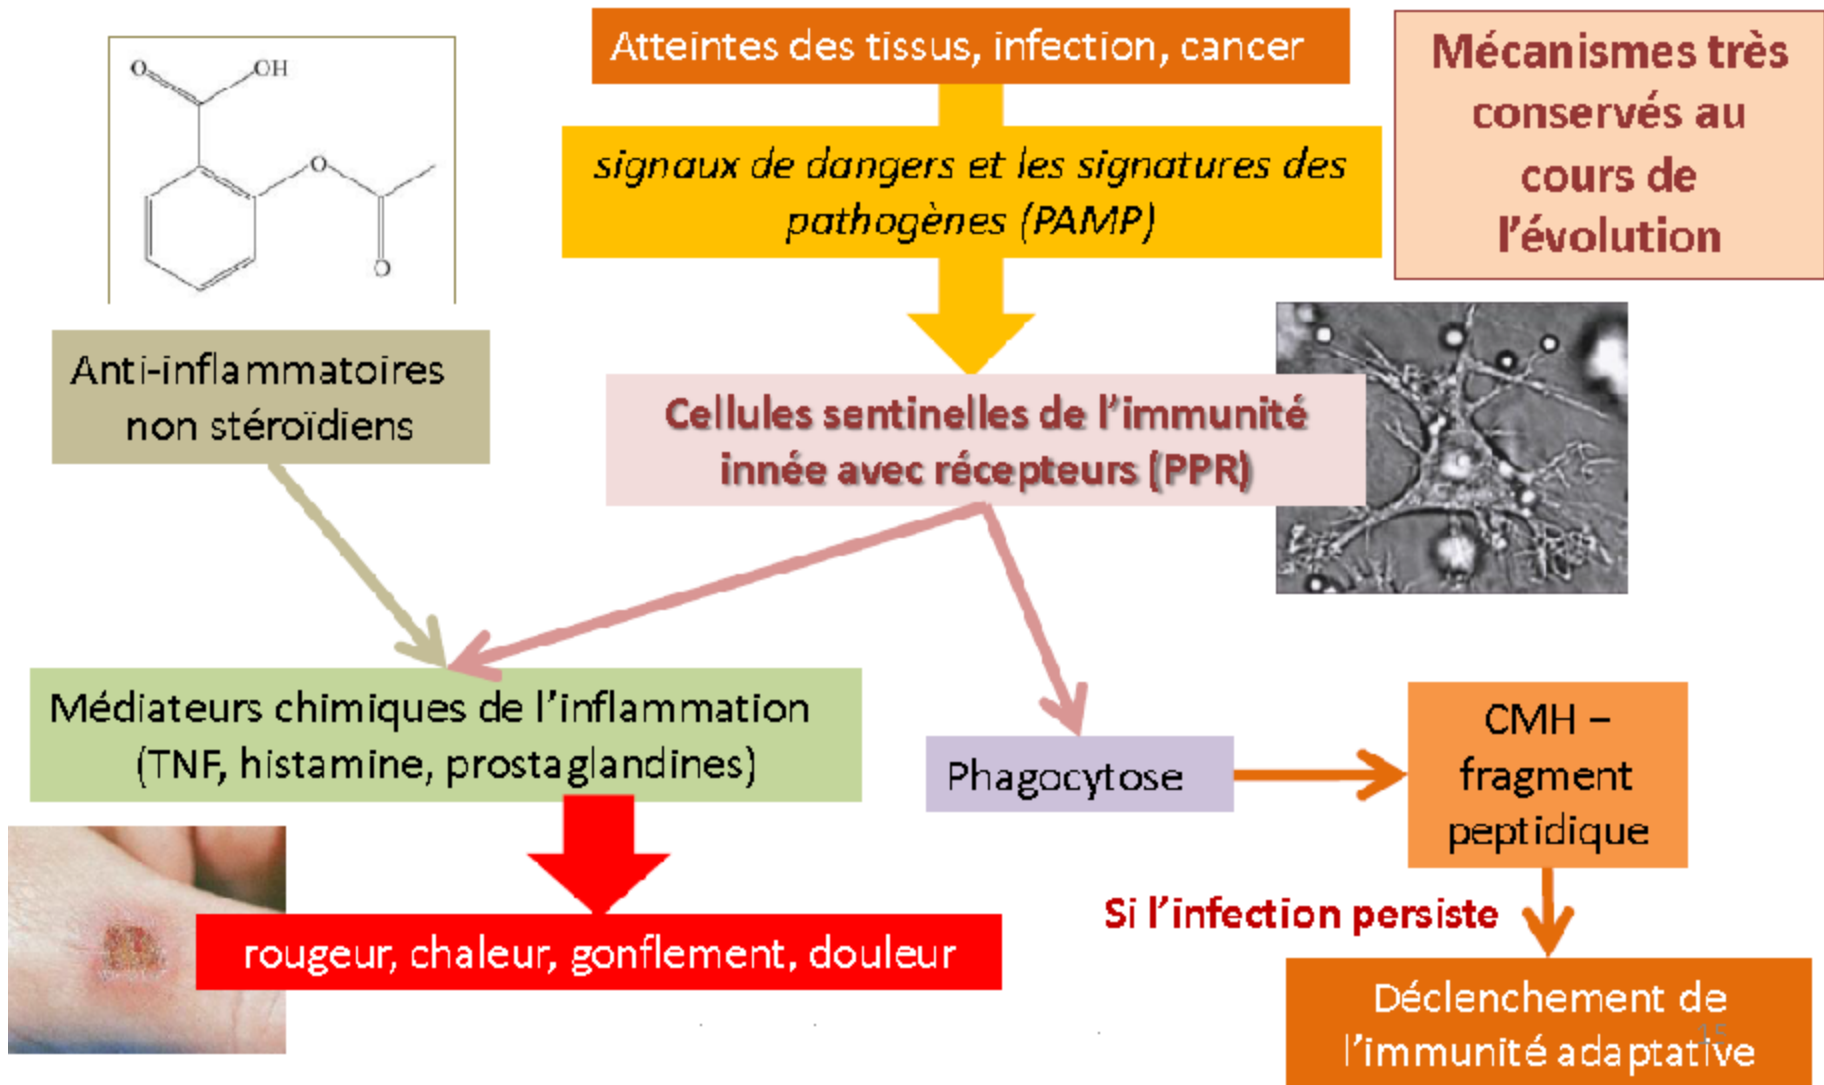 Atteintes des tissus, infection, cancer
Mécanismes très
conservés au
cours de
l'évolution
O
OH
O
O
signaux de dangers et les signatures des
pathogènes (PAMP)
Anti-inflammatoires
non stéroïdiens
Cellules sentinelles de l'immunité
innée avec récepteurs (PPR)
Médiateurs chimiques de l'inflammation
(TNF, histamine, prostaglandines)
Phagocytose
CMH –
fragment
peptidique
Si l'infection persiste
rougeur, chaleur, gonflement, douleur
Déclenchement de
l'immunité adaptative
15